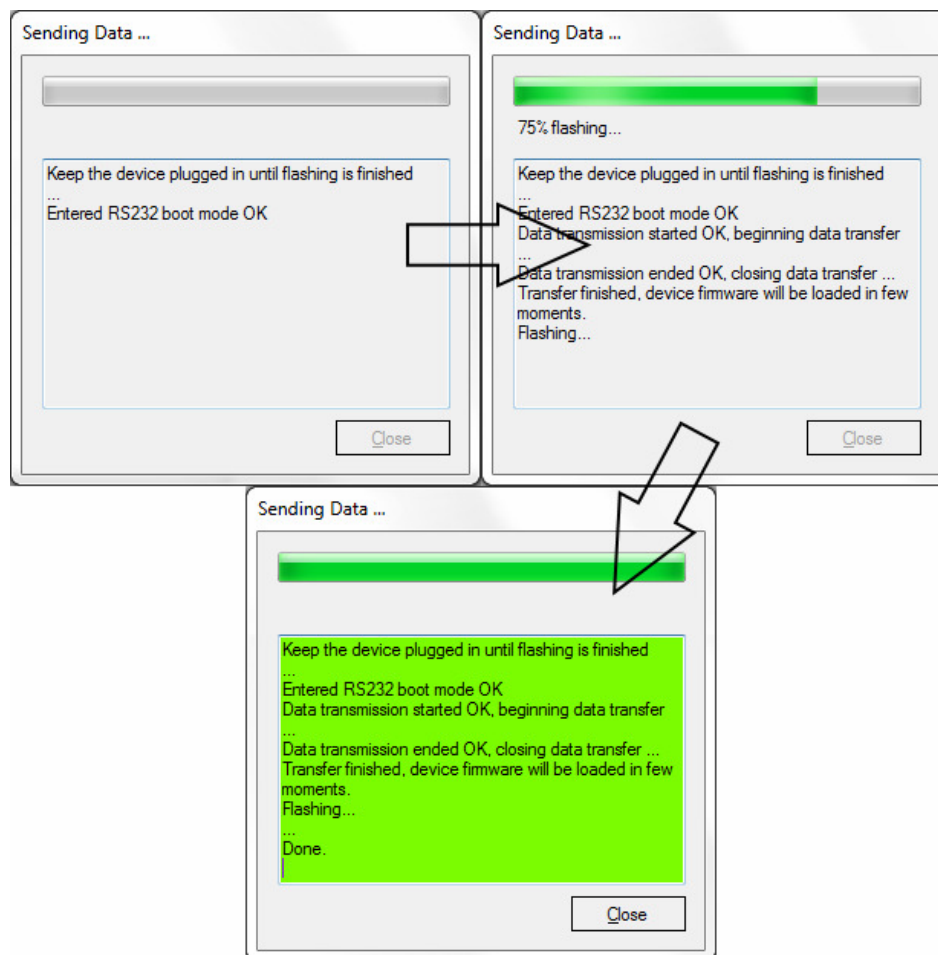 Sending Data ...
Keep the device plugged in until flashing is finished
...
Entered RS232 boot mode OK
Close
Sending Data ...
75% flashing...
Keep the device plugged in until flashing is finished
...
Entered RS232 boot mode OK
Data transmission started OK, beginning data transfer
...
Data transmission ended OK, closing data transfer ...
Transfer finished, device firmware will be loaded in few
moments.
Flashing...
Close
Sending Data ...
Keep the device plugged in until flashing is finished
...
Entered RS232 boot mode OK
Data transmission started OK, beginning data transfer
...
Data transmission ended OK, closing data transfer ...
Transfer finished, device firmware will be loaded in few
moments.
Flashing...
...
Done.
Close